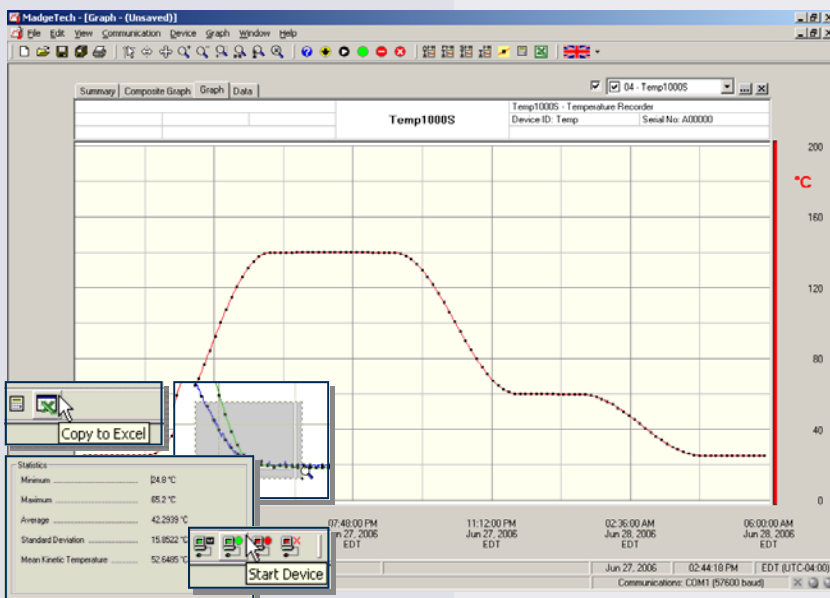 MadgeTech - [Graph - (Unsaved)]
File Edit View Communication Device Graph Window Help
Summary Composite Graph Graph Data
04 - Temp1000S
Temp1000S
Temp1000S - Temperature Recorder
Device ID: Temp Serial No: A00000
200
°C
160
120
80
40
0
Copy to Excel
Statistics
Minimum 24.8 °C
Maximum 65.2 °C
Average 42.2939 °C
Standard Deviation 15.8522 °C
Mean Kinetic Temperature 52.6485 °C
Start Device
07:48:00 PM 11:12:00 PM 02:36:00 AM 06:00:00 AM
n 27, 2006 Jun 27, 2006 Jun 28, 2006 Jun 28, 2006
EDT EDT EDT EDT
Jun 27, 2006 02:44:18 PM EDT (UTC-04:00)
Communications: COM1 (57600 baud)